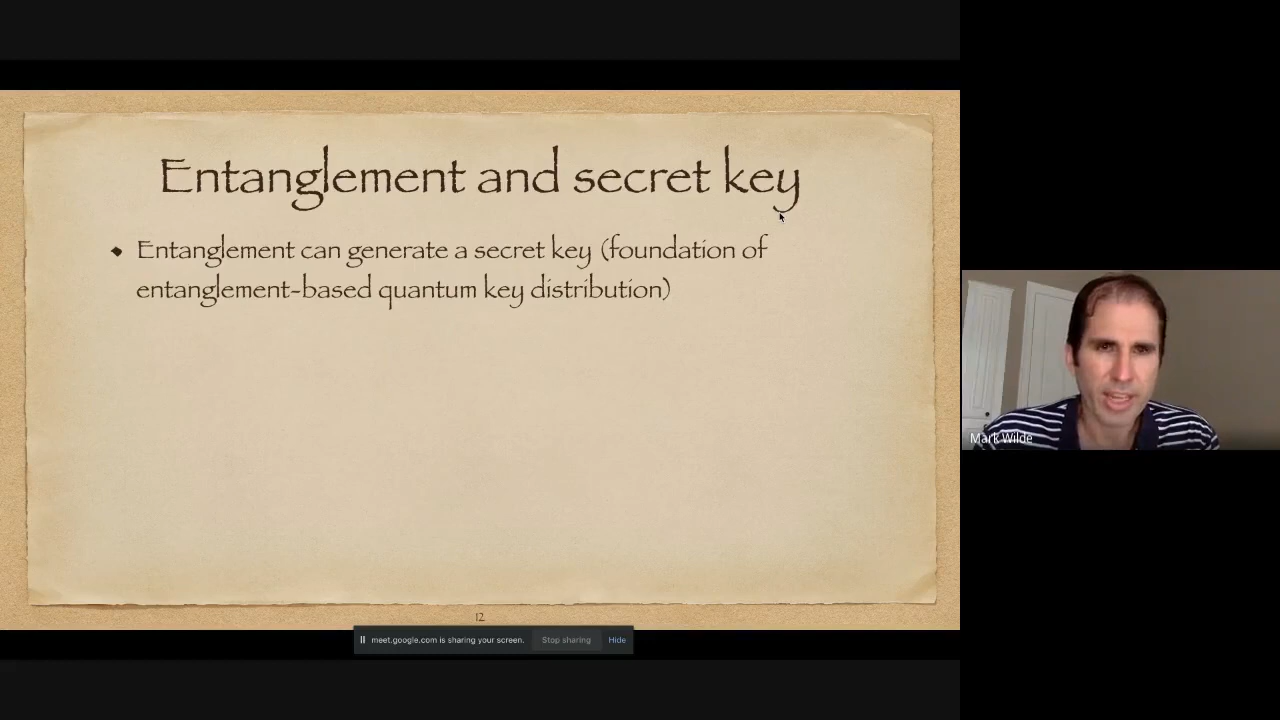 Entanglement and secret key
• Entanglement can generate a secret key (foundation of
entanglement-based quantum key distribution)
12
meet.google.com is sharing your screen. Stop sharing Hide
Mark Wilde